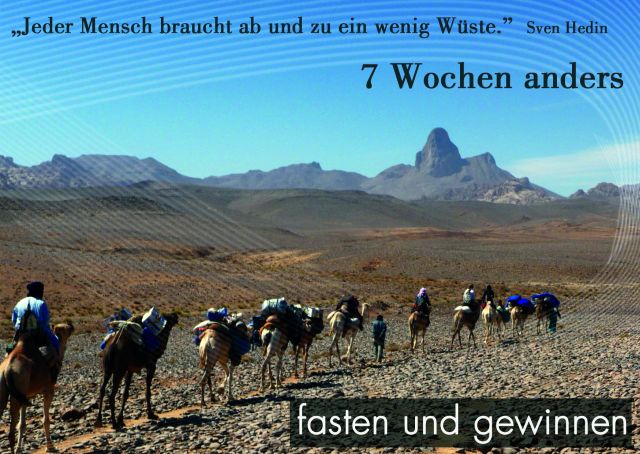 „Jeder Mensch braucht ab und zu ein wenig Wüste.” Sven Hedin
7 Wochen anders
fasten und gewinnen